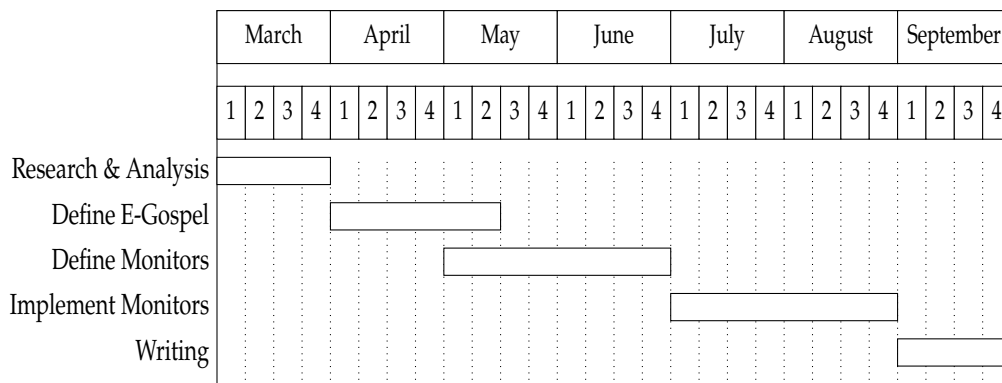 March April May June July August September
1 2 3 4 1 2 3 4 1 2 3 4 1 2 3 4 1 2 3 4 1 2 3 4 1 2 3 4
Research & Analysis
Define E-Gospel
Define Monitors
Implement Monitors
Writing